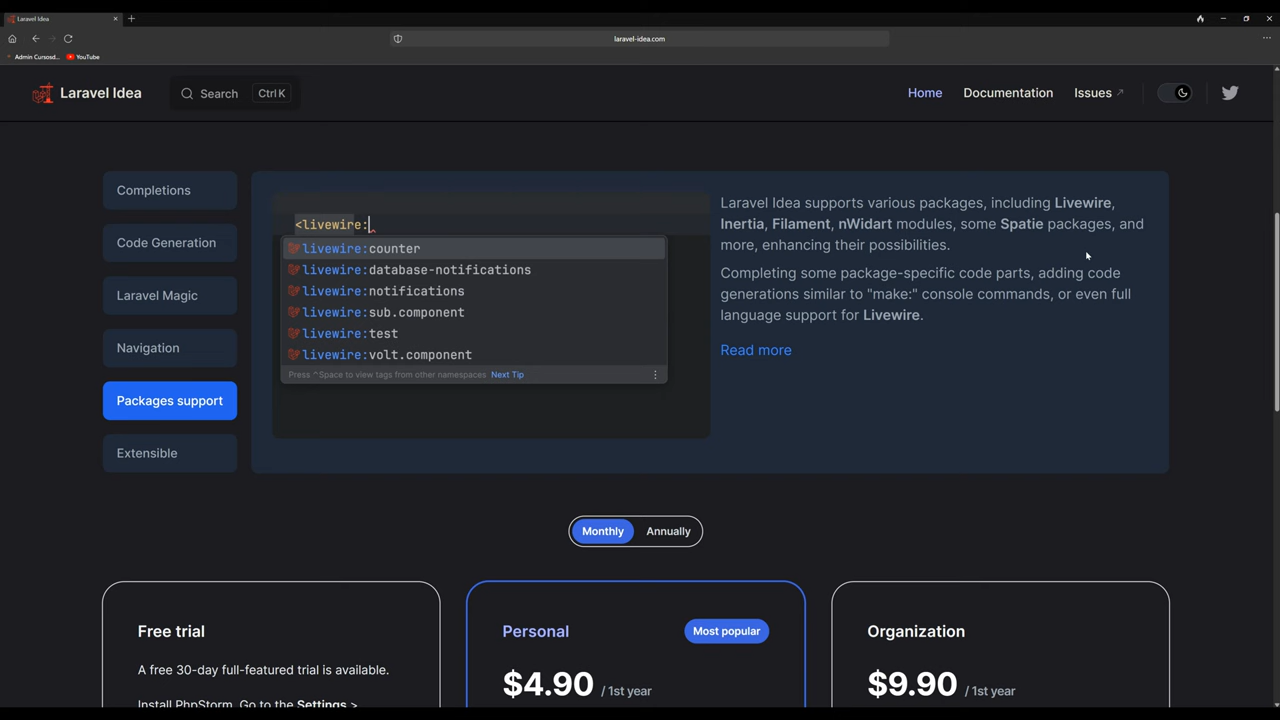 Laravel Idea
laravel-idea.com
Admin Cursosd...
YouTube
Laravel Idea
Search
Ctrl K
Home
Documentation
Issues ↗
Completions
Code Generation
Laravel Magic
Navigation
Packages support
Extensible
<livewire:
livewire:counter
livewire:database-notifications
livewire:notifications
livewire:sub.component
livewire:test
livewire:volt.component
Press ^Space to view tags from other namespaces Next Tip
Laravel Idea supports various packages, including Livewire,
Inertia, Filament, nWidart modules, some Spatie packages, and
more, enhancing their possibilities.
Completing some package-specific code parts, adding code
generations similar to "make:" console commands, or even full
language support for Livewire.
Read more
Monthly
Annually
Free trial
A free 30-day full-featured trial is available.
Install PhpStorm. Go to the Settings >
Personal
Most popular
$4.90 / 1st year
Organization
$9.90 / 1st year